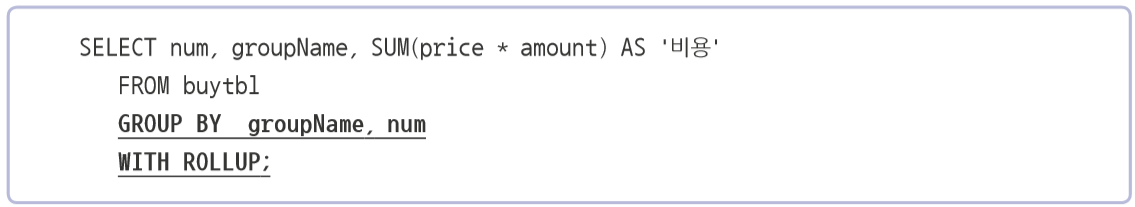 SELECT num, groupName, SUM(price * amount) AS '비용'
FROM buytbl
GROUP BY  groupName, num
WITH ROLLUP;